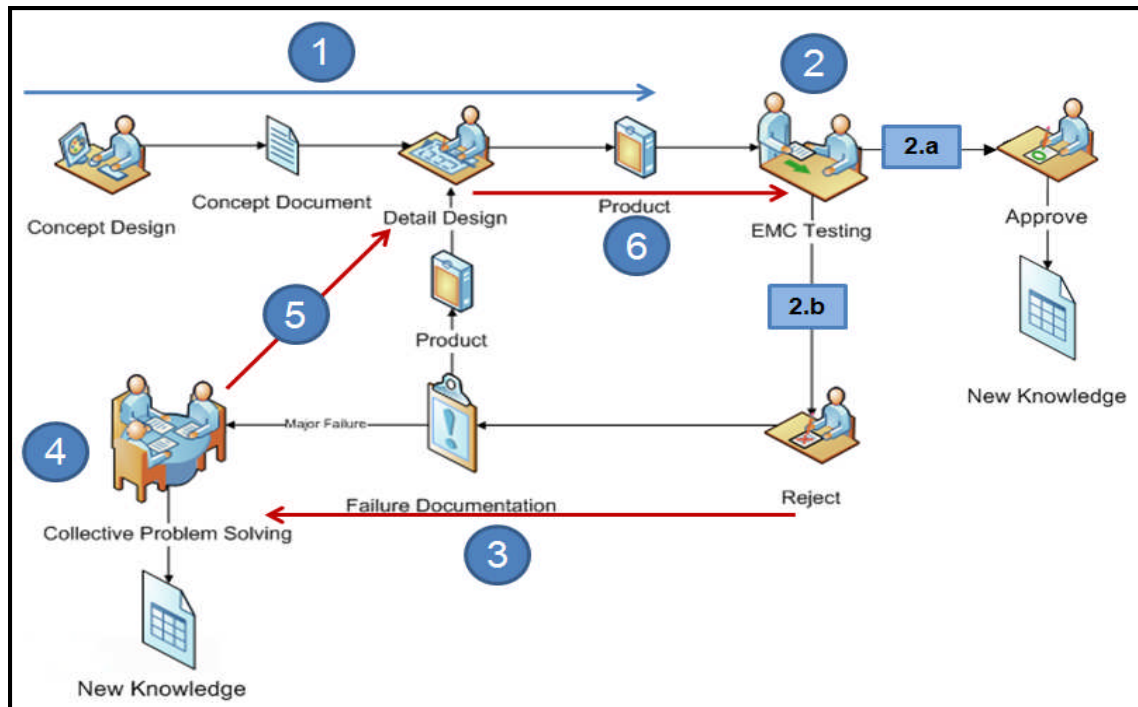 1
2
2.a
Concept Design
Concept Document
Detail Design
Product
6
EMC Testing
Approve
5
2.b
Product
New Knowledge
Major Failure
4
Failure Documentation
Reject
Collective Problem Solving
3
New Knowledge